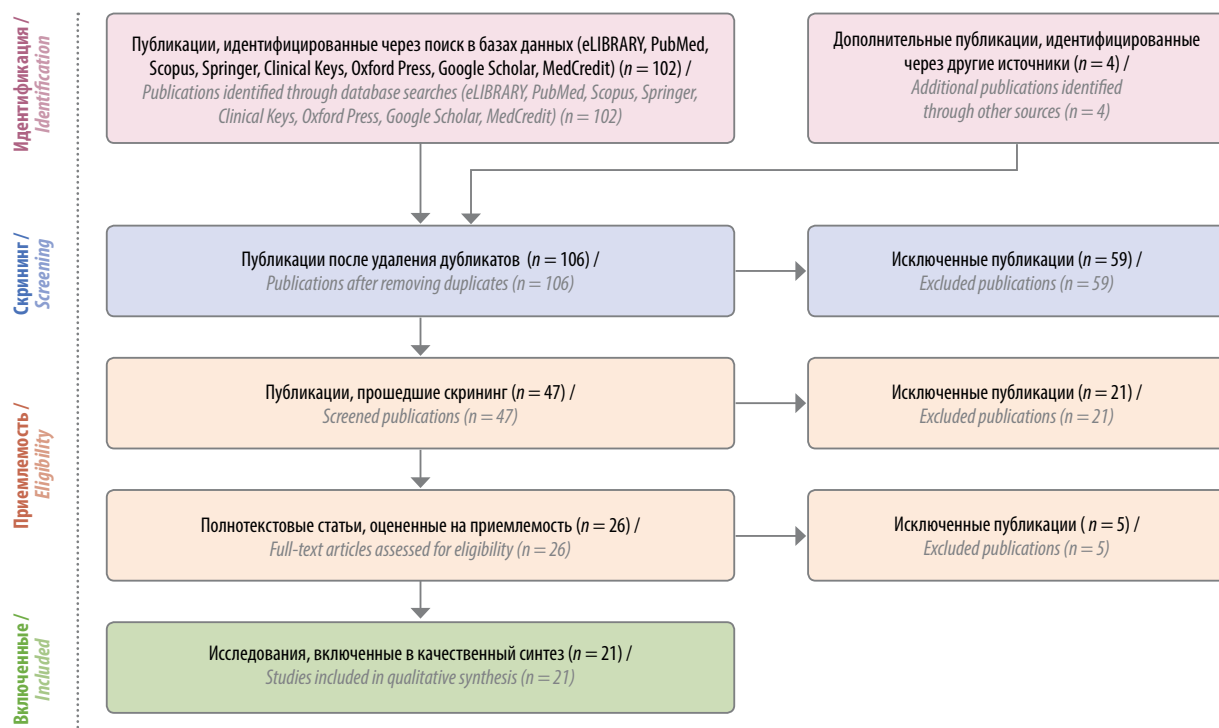 Идентификация /
Identification
Публикации, идентифицированные через поиск в базах данных (eLIBRARY, PubMed,
Scopus, Springer, Clinical Keys, Oxford Press, Google Scholar, MedCredit) (n = 102) /
Publications identified through database searches (eLIBRARY, PubMed, Scopus, Springer,
Clinical Keys, Oxford Press, Google Scholar, MedCredit) (n = 102)
Дополнительные публикации, идентифицированные
через другие источники (n = 4) /
Additional publications identified
through other sources (n = 4)
Скрининг /
Screening
Публикации после удаления дубликатов (n = 106) /
Publications after removing duplicates (n = 106)
Исключенные публикации (n = 59) /
Excluded publications (n = 59)
Приемлемость /
Eligibility
Публикации, прошедшие скрининг (n = 47) /
Screened publications (n = 47)
Исключенные публикации (n = 21) /
Excluded publications (n = 21)
Полнотекстовые статьи, оцененные на приемлемость (n = 26) /
Full-text articles assessed for eligibility (n = 26)
Исключенные публикации ( n = 5) /
Excluded publications (n = 5)
Включенные /
Included
Исследования, включенные в качественный синтез (n = 21) /
Studies included in qualitative synthesis (n = 21)